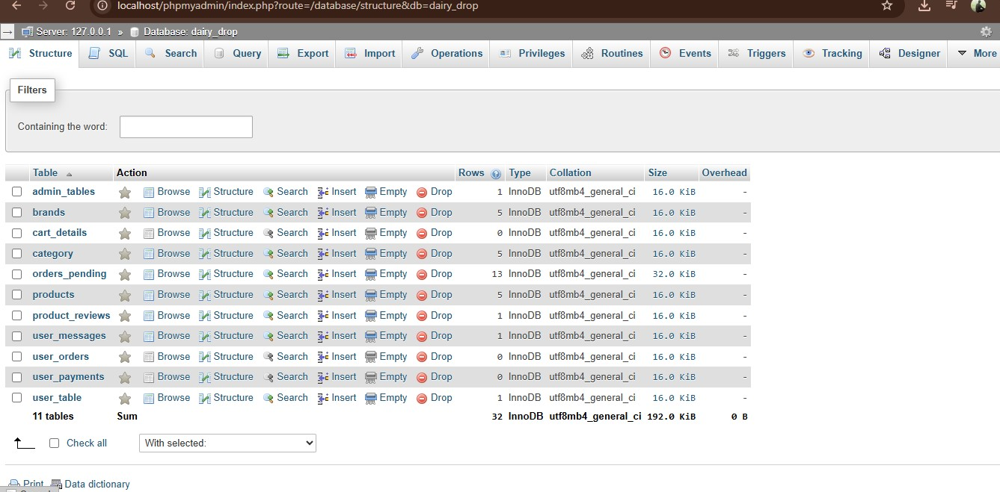 localhost/phpmyadmin/index.php?route=/database/structure&db=dairy_drop
Server: 127.0.0.1 » Database: dairy_drop
Structure SQL Search Query Export Import Operations Privileges Routines Events Triggers Tracking Designer More
Filters
Containing the word:
Table Action Rows Type Collation Size Overhead
admin_tables Browse Structure Search Insert Empty Drop 1 InnoDB utf8mb4_general_ci 16.0 KiB -
brands Browse Structure Search Insert Empty Drop 5 InnoDB utf8mb4_general_ci 16.0 KiB -
cart_details Browse Structure Search Insert Empty Drop 0 InnoDB utf8mb4_general_ci 16.0 KiB -
category Browse Structure Search Insert Empty Drop 5 InnoDB utf8mb4_general_ci 16.0 KiB -
orders_pending Browse Structure Search Insert Empty Drop 13 InnoDB utf8mb4_general_ci 32.0 KiB -
products Browse Structure Search Insert Empty Drop 5 InnoDB utf8mb4_general_ci 16.0 KiB -
product_reviews Browse Structure Search Insert Empty Drop 1 InnoDB utf8mb4_general_ci 16.0 KiB -
user_messages Browse Structure Search Insert Empty Drop 1 InnoDB utf8mb4_general_ci 16.0 KiB -
user_orders Browse Structure Search Insert Empty Drop 0 InnoDB utf8mb4_general_ci 16.0 KiB -
user_payments Browse Structure Search Insert Empty Drop 0 InnoDB utf8mb4_general_ci 16.0 KiB -
user_table Browse Structure Search Insert Empty Drop 1 InnoDB utf8mb4_general_ci 16.0 KiB -
11 tables Sum 32 InnoDB utf8mb4_general_ci 192.0 KiB 0 B
Check all With selected:
Print Data dictionary